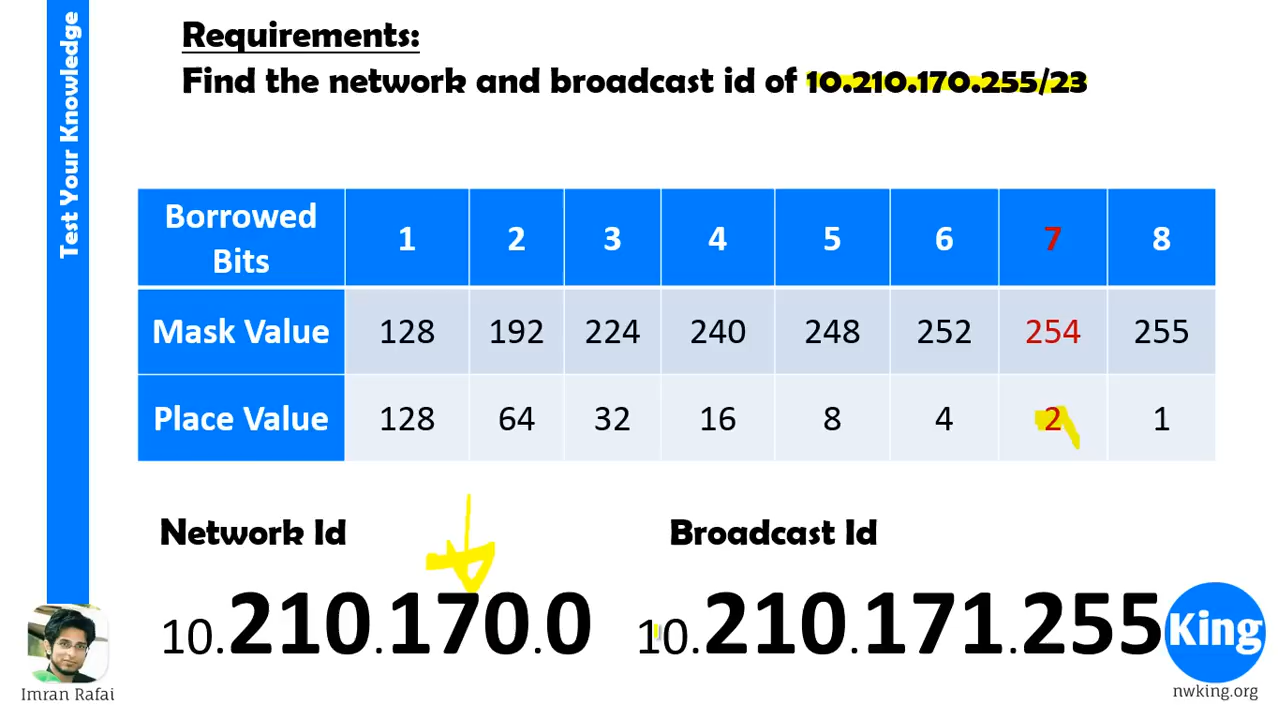 Test Your Knowledge
Requirements:
Find the network and broadcast id of 10.210.170.255/23
Borrowed Bits 1 2 3 4 5 6 7 8
Mask Value 128 192 224 240 248 252 254 255
Place Value 128 64 32 16 8 4 2 1
Network Id Broadcast Id
10.210.170.0 10.210.171.255
King
Imran Rafai nwking.org